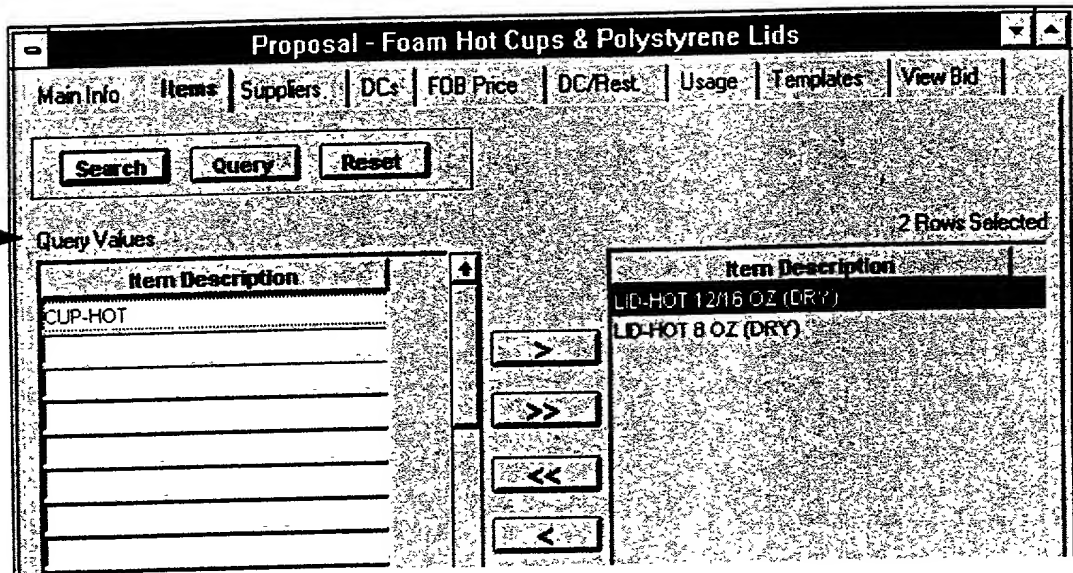 Proposal - Foam Hot Cups & Polystyrene Lids
Main Info Items Suppliers DCs FOB Price DC/Rest. Usage Templates View Bid
Search Query Reset
2 Rows Selected
Query Values
Item Description
CUP-HOT
>
>>
<<
<
Item Description
LID-HOT 12/16 OZ (DRY)
LID-HOT 8 OZ (DRY)